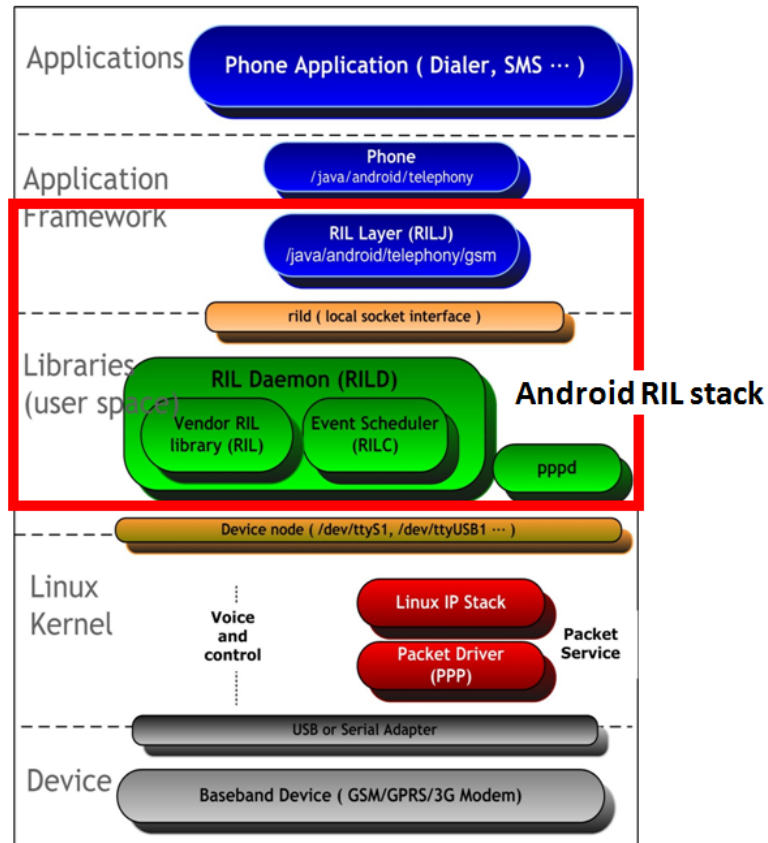 Applications
Phone Application ( Dialer, SMS ··· )
Application
Framework
Phone
/java/android/telephony
RIL Layer (RILJ)
/java/android/telephony/gsm
rild ( local socket interface )
Libraries
(user space)
RIL Daemon (RILD)
Vendor RIL
library (RIL)
Event Scheduler
(RILC)
pppd
Android RIL stack
Device node ( /dev/ttyS1, /dev/ttyUSB1 ··· )
Linux
Kernel
Voice
and
control
Linux IP Stack
Packet Driver
(PPP)
Packet
Service
USB or Serial Adapter
Device
Baseband Device ( GSM/GPRS/3G Modem)